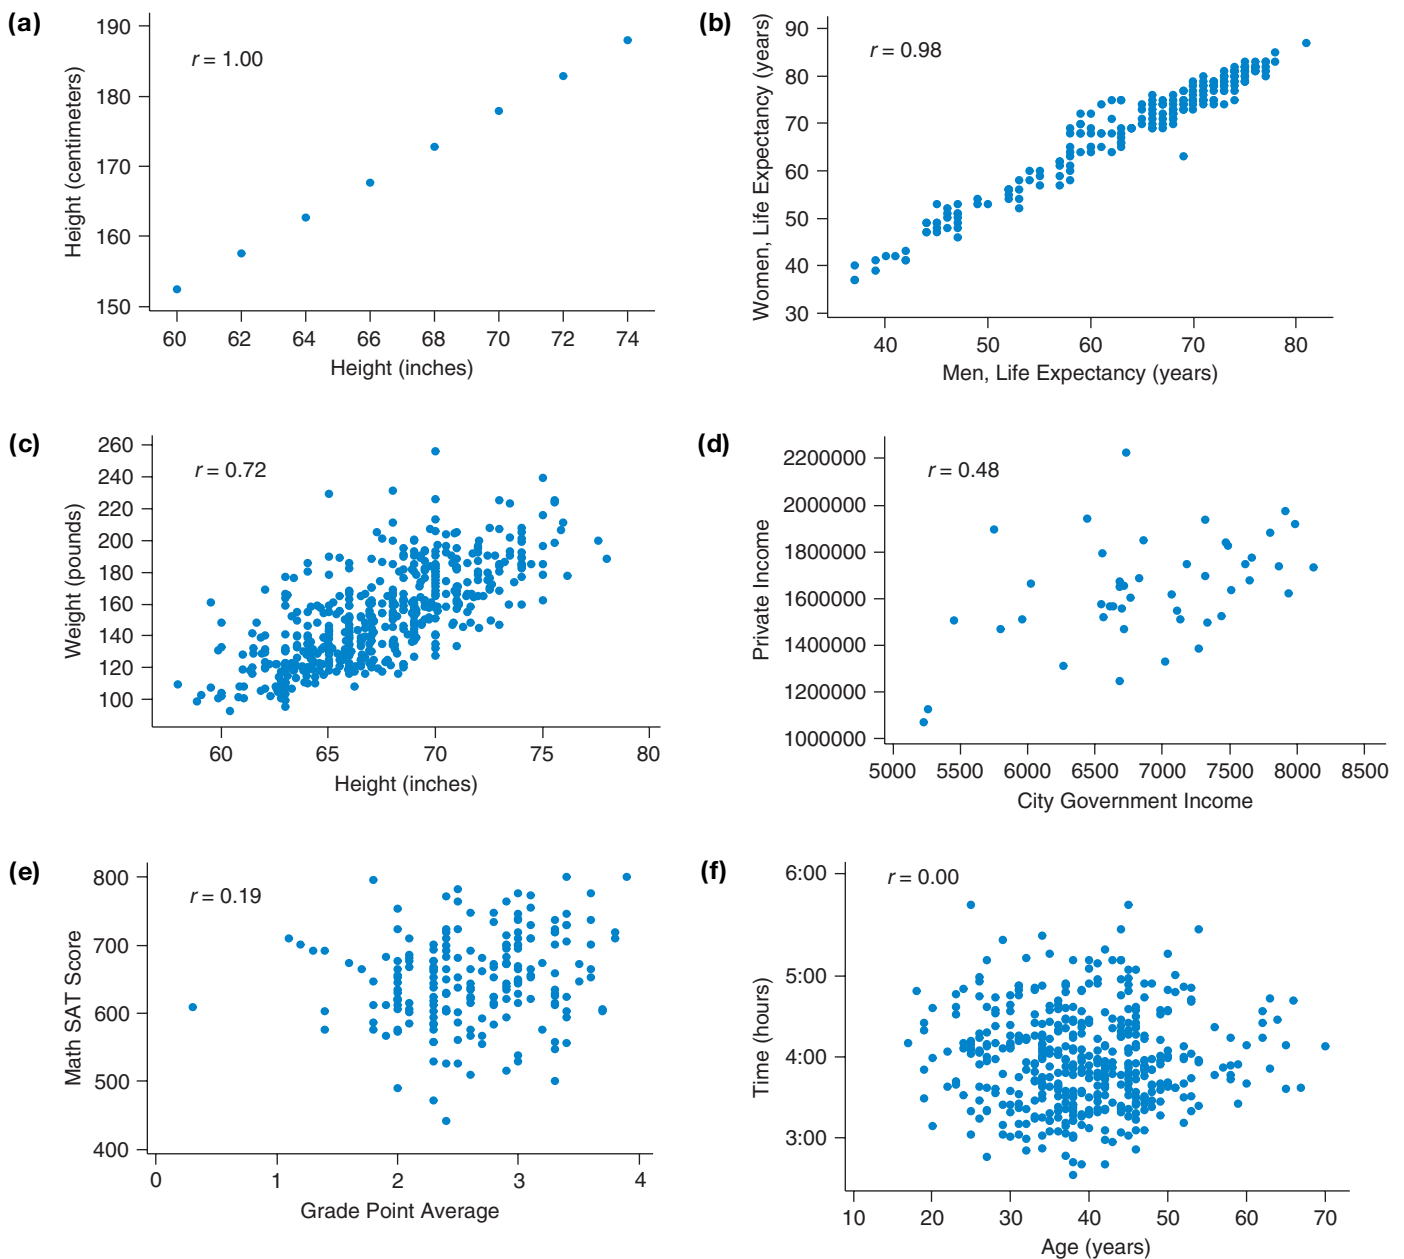 (a)
190
180
170
160
150
r = 1.00
Height (centimeters)
60 62 64 66 68 70 72 74
Height (inches)
(b)
90
80
70
60
50
40
30
r = 0.98
Women, Life Expectancy (years)
40 50 60 70 80
Men, Life Expectancy (years)
(c)
260
240
220
200
180
160
140
120
100
r = 0.72
Weight (pounds)
60 65 70 75 80
Height (inches)
(d)
2200000
2000000
1800000
1600000
1400000
1200000
1000000
r = 0.48
Private Income
5000 5500 6000 6500 7000 7500 8000 8500
City Government Income
(e)
800
700
600
500
400
r = 0.19
Math SAT Score
0 1 2 3 4
Grade Point Average
(f)
6:00
5:00
4:00
3:00
r = 0.00
Time (hours)
10 20 30 40 50 60 70
Age (years)